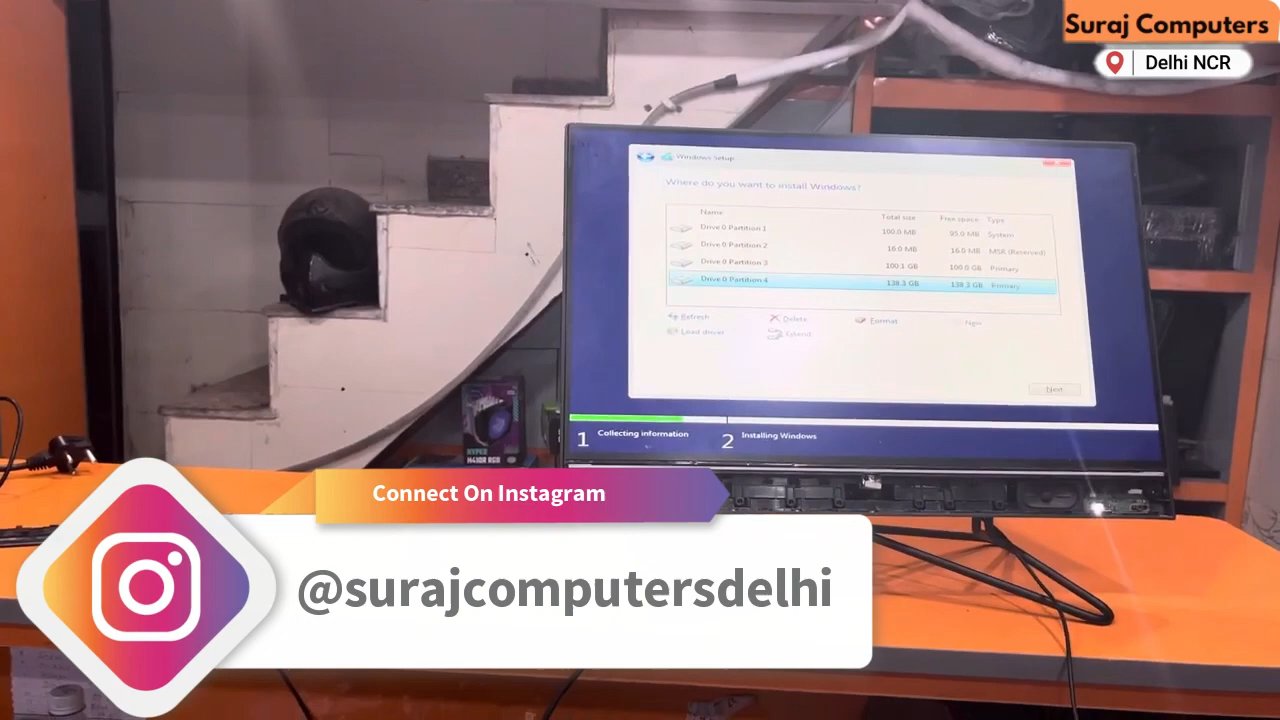 Suraj Computers
Delhi NCR
Windows Setup
Where do you want to install Windows?
Name Total size Free space Type
Drive 0 Partition 1 100.0 MB 95.0 MB System
Drive 0 Partition 2 16.0 MB 16.0 MB MSR (Reserved)
Drive 0 Partition 3 100.1 GB 100.0 GB Primary
Drive 0 Partition 4 138.3 GB 138.3 GB Primary
Refresh Delete Format New
Load driver Extend
Next
1 Collecting information 2 Installing Windows
HYPER
H410R RGB
Connect On Instagram
@surajcomputersdelhi